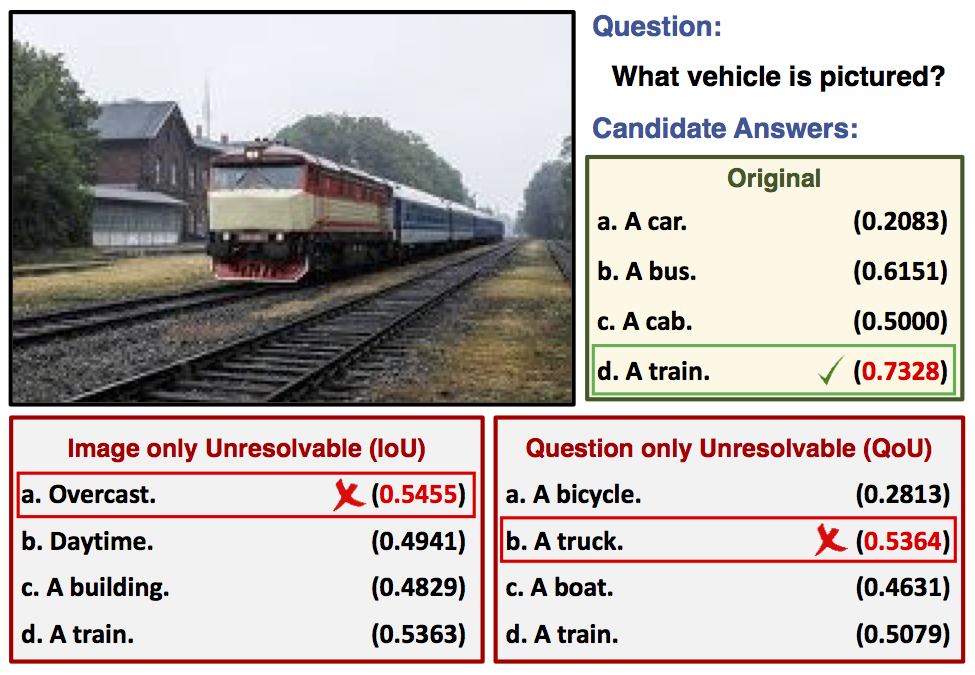 Question:
What vehicle is pictured?
Candidate Answers:
Original
a. A car. (0.2083)
b. A bus. (0.6151)
c. A cab. (0.5000)
d. A train. (0.7328)
Image only Unresolvable (IoU)
a. Overcast. (0.5455)
b. Daytime. (0.4941)
c. A building. (0.4829)
d. A train. (0.5363)
Question only Unresolvable (QoU)
a. A bicycle. (0.2813)
b. A truck. (0.5364)
c. A boat. (0.4631)
d. A train. (0.5079)